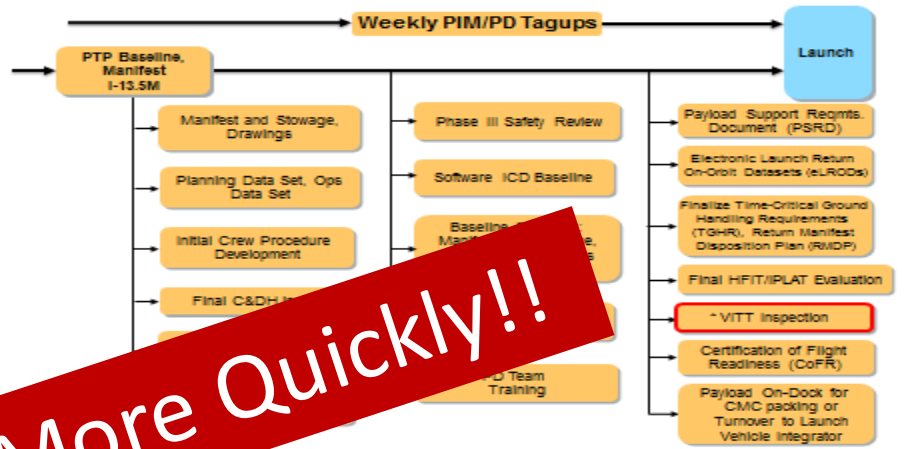 Weekly PIM/PD Tagups
Launch
PTP Baseline,
Manifest
I-13.5M
Manifest and Stowage,
Drawings
Planning Data Set, Ops
Data Set
Initial Crew Procedure
Development
Final C&DH
Phase III Safety Review
Software ICD Baseline
Baseline
Team
Training
Payload Support Reqmts.
Document (PSRD)
Electronic Launch Return
On-Orbit Datasets (eLRODs)
Finalize Time-Critical Ground
Handling Requirements
(TGHR), Return Manifest
Disposition Plan (RMDP)
Final HFIT/IPLAT Evaluation
* VITT Inspection
Certification of Flight
Readiness (CoFR)
Payload On-Dock for
CMC packing or
Turnover to Launch
Vehicle Integrator
More Quickly!!